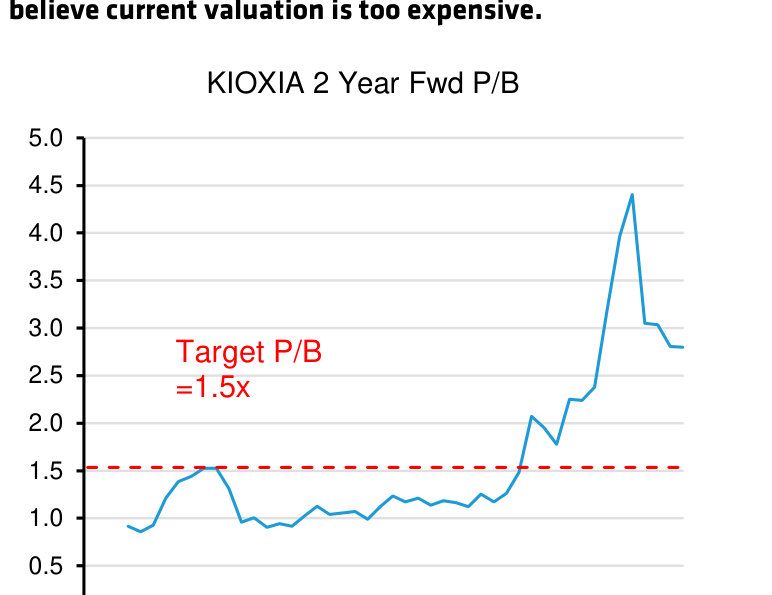 believe current valuation is too expensive.
KIOXIA 2 Year Fwd P/B
5.0
4.5
4.0
3.5
3.0
Target P/B
2.5
=1.5x
2.0
1.5
1.0
0.5